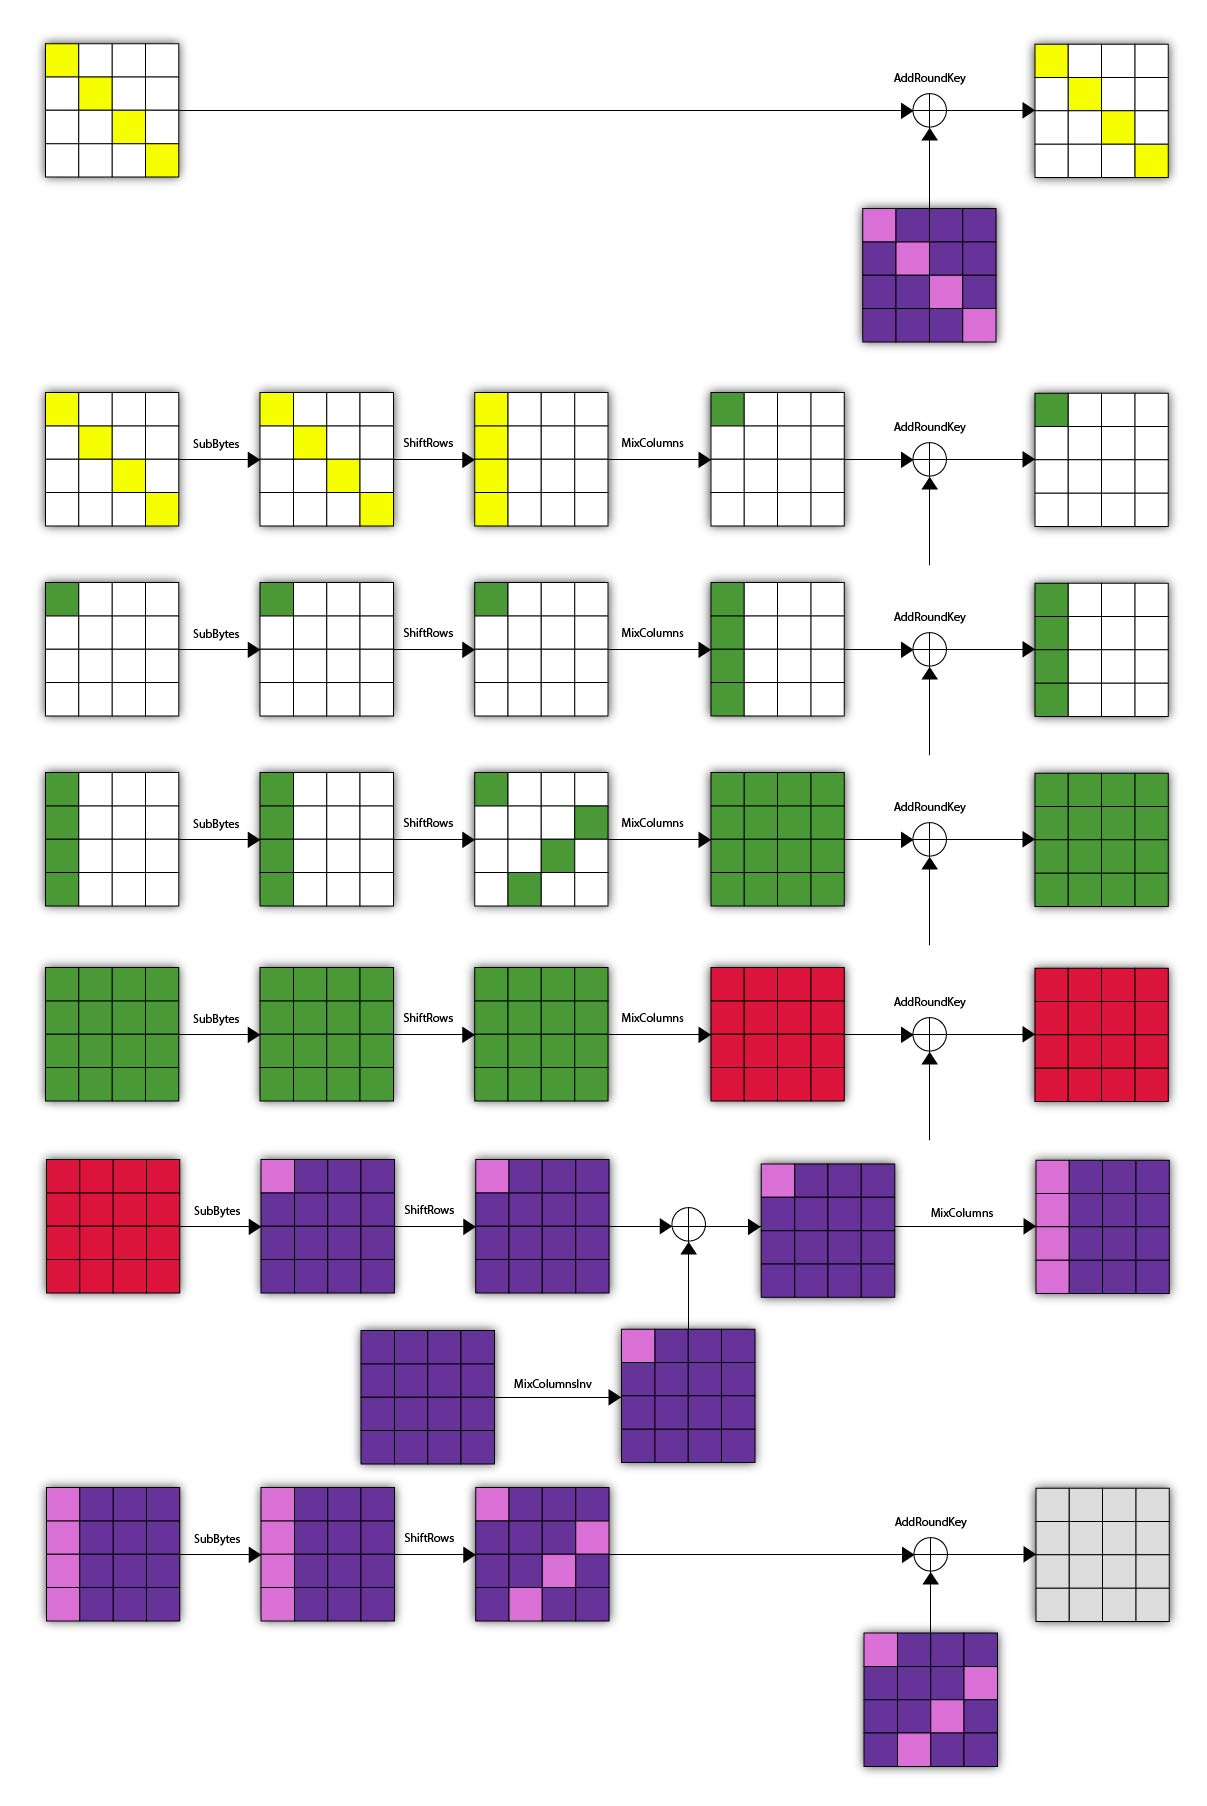 AddRoundKey
SubBytes
ShiftRows
MixColumns
AddRoundKey
SubBytes
ShiftRows
MixColumns
AddRoundKey
SubBytes
ShiftRows
MixColumns
AddRoundKey
SubBytes
ShiftRows
MixColumns
AddRoundKey
SubBytes
ShiftRows
MixColumns
MixColumnsInv
SubBytes
ShiftRows
AddRoundKey